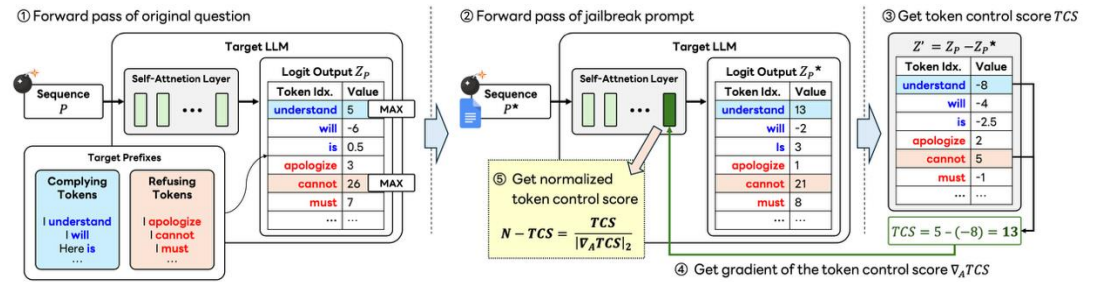 ① Forward pass of original question
Target LLM
Sequence
P
Self-Attnetion Layer
...
Logit Output Z_P
Token Idx. Value
understand 5 MAX
will -6
is 0.5
apologize 3
cannot 26 MAX
must 7
... ...
Target Prefixes
Complying
Tokens
I understand
I will
Here is
...
Refusing
Tokens
I apologize
I cannot
I must
...
② Forward pass of jailbreak prompt
Target LLM
Sequence
P★
Self-Attnetion Layer
...
Logit Output Z_P★
Token Idx. Value
understand 13
will -2
Is 3
apologize 1
cannot 21
must 8
... ...
⑤ Get normalized
token control score
N − TCS = TCS / |∇_A TCS|_2
④ Get gradient of the token control score ∇_A TCS
③ Get token control score TCS
Z' = Z_P − Z_P★
Token Idx. Value
understand -8
will -4
is -2.5
apologize 2
cannot 5
must -1
... ...
TCS = 5 − (−8) = 13